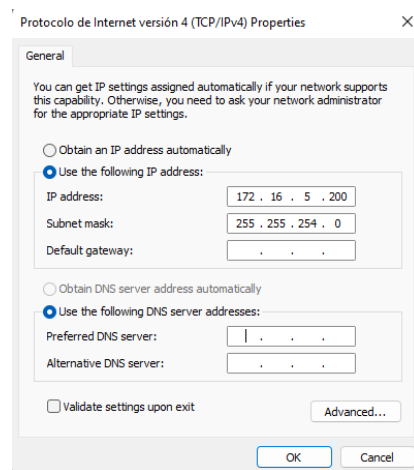 Protocolo de Internet versión 4 (TCP/IPv4) Properties
General
You can get IP settings assigned automatically if your network supports
this capability. Otherwise, you need to ask your network administrator
for the appropriate IP settings.
Obtain an IP address automatically
Use the following IP address:
IP address: 172 . 16 . 5 . 200
Subnet mask: 255 . 255 . 254 . 0
Default gateway: . . .
Obtain DNS server address automatically
Use the following DNS server addresses:
Preferred DNS server: . . .
Alternative DNS server: . . .
Validate settings upon exit
Advanced...
OK Cancel